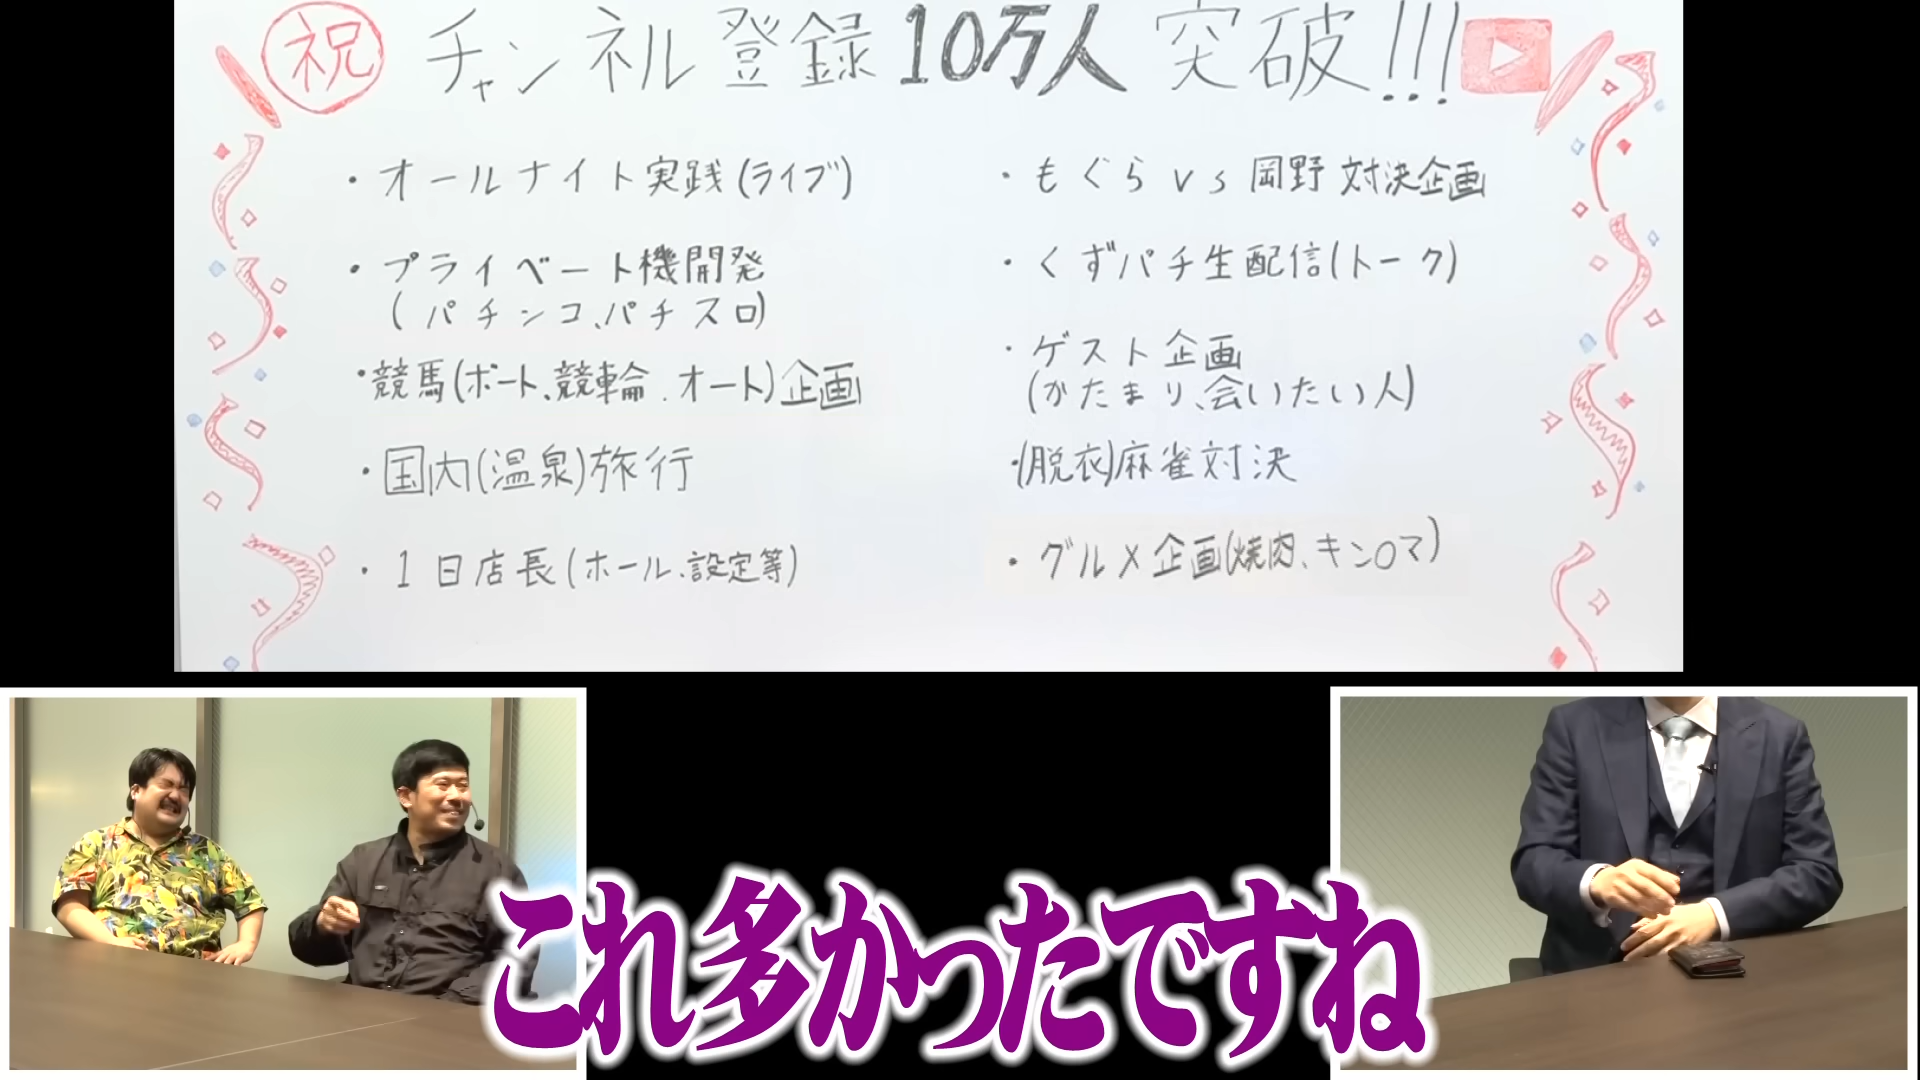 祝 チャンネル登録10万人突破!!!
・オールナイト実践(ライブ)
・プライベート機開発
(パチンコ、パチスロ)
・競馬(ボート、競輪、オート)企画
・国内(温泉)旅行
・1日店長(ホール、設定等)
・もぐらvs岡野 対決企画
・くずパチ生配信(トーク)
・ゲスト企画
(かたまり、会いたい人)
・(脱衣)麻雀対決
・グルメ企画(焼肉、キンロマ)
これ多かったですね